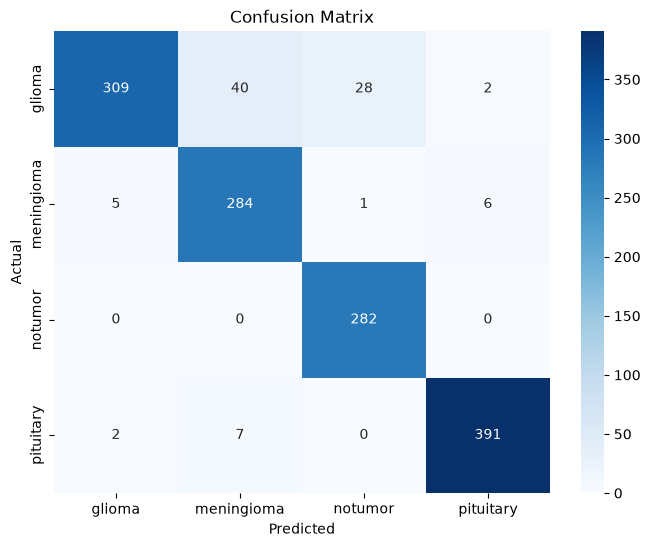 Confusion Matrix
Actual
glioma
309 40 28 2
meningioma
5 284 1 6
notumor
0 0 282 0
pituitary
2 7 0 391
glioma meningioma notumor pituitary
Predicted
350
300
250
200
150
100
50
0